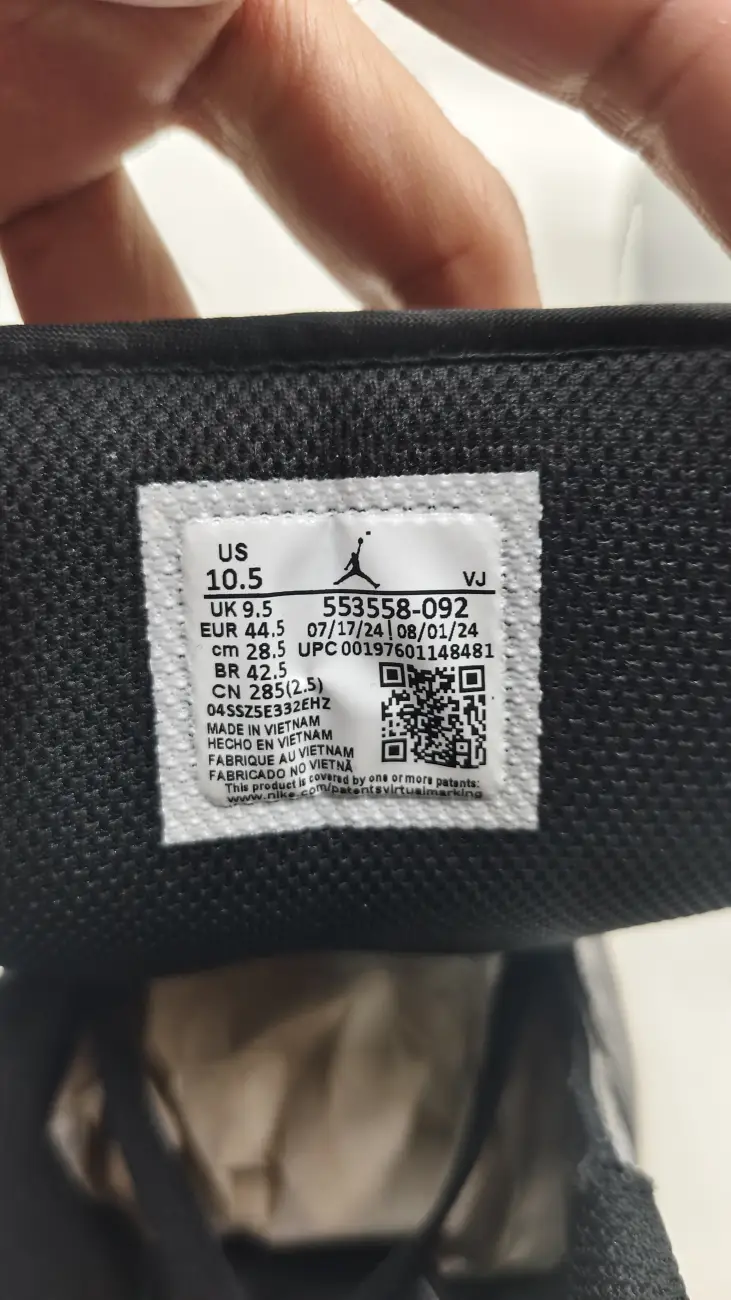 US
10.5 VJ
UK 9.5 553558-092
EUR 44.5 07/17/24 | 08/01/24
cm 28.5 UPC 00197601148481
BR 42.5
CN 285(2.5)
04SSZ5E332EHZ
MADE IN VIETNAM
HECHO EN VIETNAM
FABRIQUE AU VIETNAM
FABRICADO NO VIETNÃ
This product is covered by one or more patents:
www.nike.com/patentsvirtualmarking